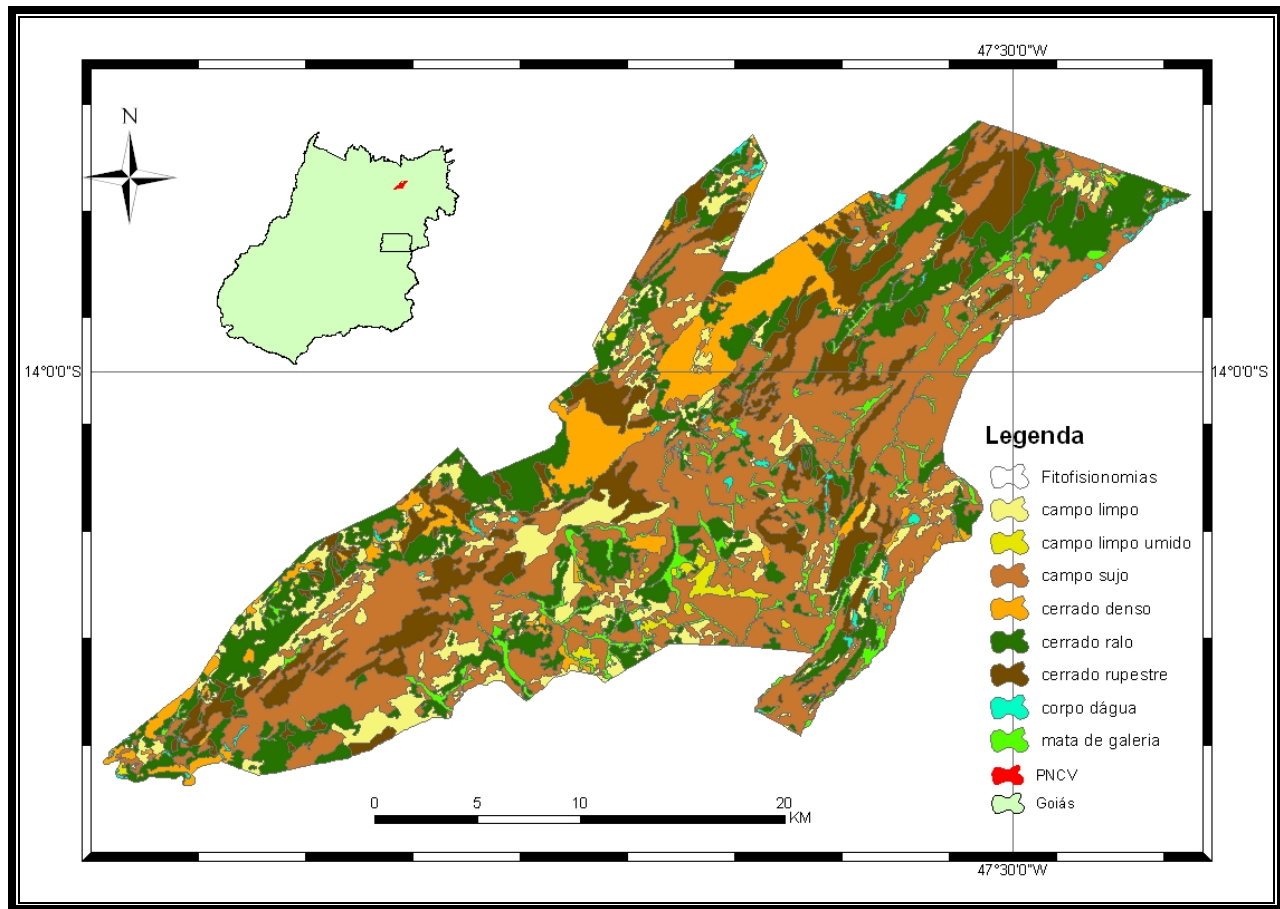 47°30'0"W
N
14°0'0"S
14°0'0"S
Legenda
Fitofisionomias
campo limpo
campo limpo umido
campo sujo
cerrado denso
cerrado ralo
cerrado rupestre
corpo dágua
mata de galeria
PNCV
Goiás
0 5 10 20
KM
47°30'0"W